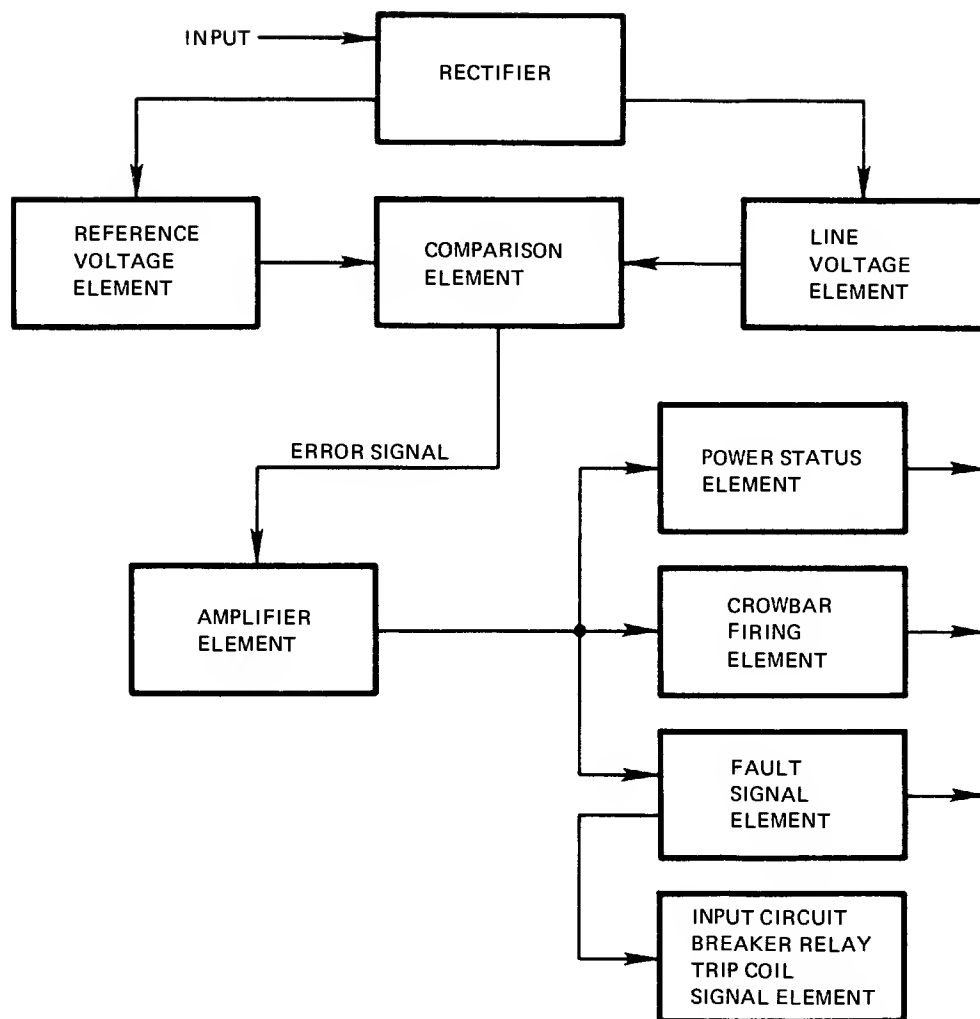 INPUT
RECTIFIER
REFERENCE
VOLTAGE
ELEMENT
COMPARISON
ELEMENT
LINE
VOLTAGE
ELEMENT
ERROR SIGNAL
POWER STATUS
ELEMENT
AMPLIFIER
ELEMENT
CROWBAR
FIRING
ELEMENT
FAULT
SIGNAL
ELEMENT
INPUT CIRCUIT
BREAKER RELAY
TRIP COIL
SIGNAL ELEMENT